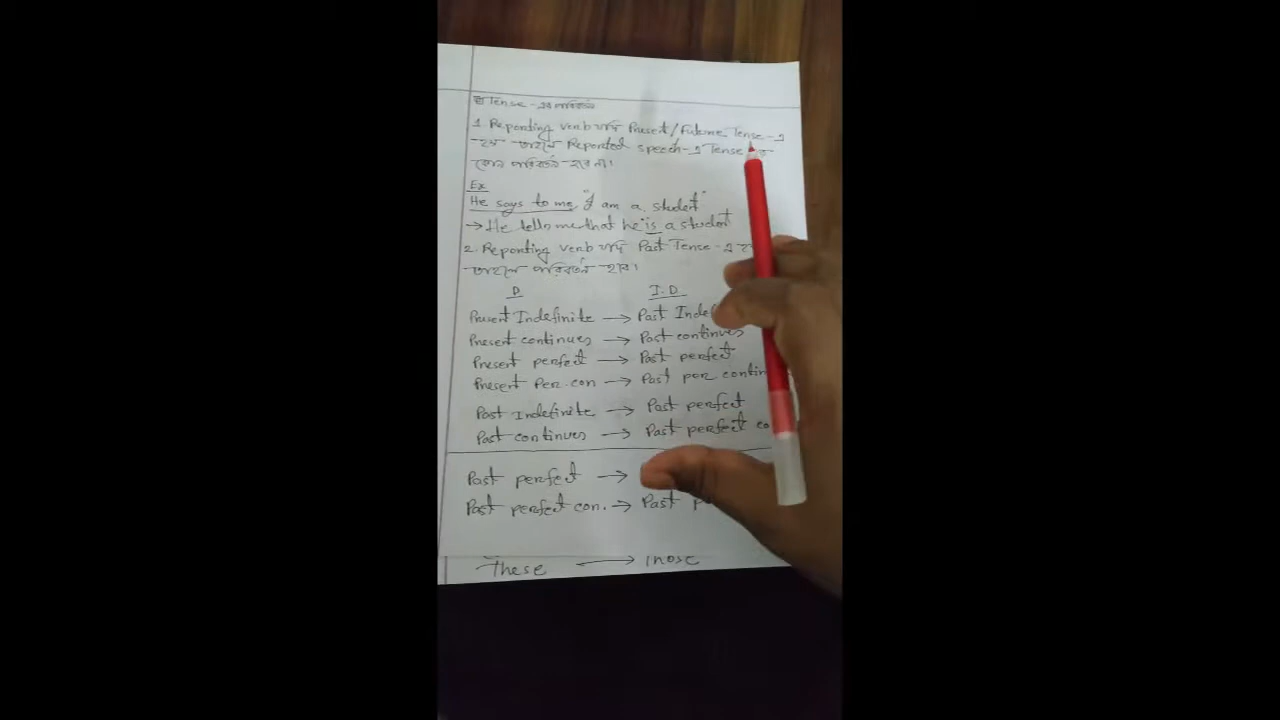 Tense -এর পরিবর্তন
1. Reporting verb যদি Present/Future Tense-এ
হয় তাহলে Reported speech-এ Tense এর
কোন পরিবর্তন হবে না।
Ex
He says to me "I am a student"
→ He tells me that he is a student
2. Reporting verb যদি Past Tense-এ
তাহলে পরিবর্তন হবে।
D. I.D
Present Indefinite → Past Indef
Present continues → Past continues
Present perfect → Past perfect
Present Per. con → Past per contin
Past Indefinite → Past perfect
Past continues → Past perfect co
Past perfect →
Past perfect con. → Past p
These → Those